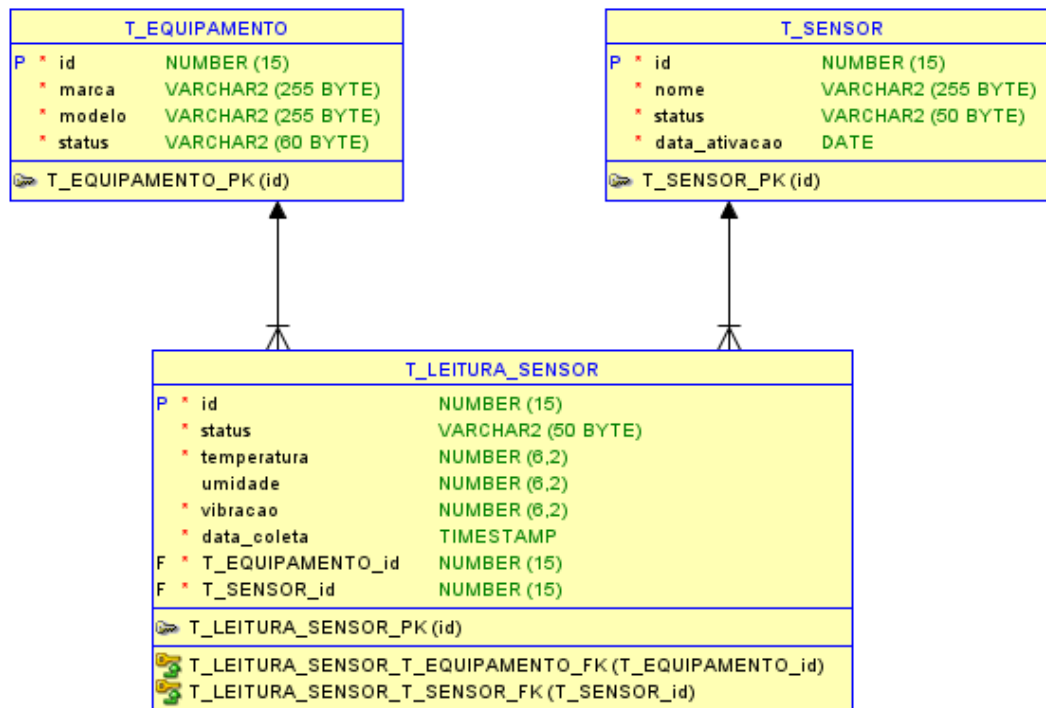 T_EQUIPAMENTO
P * id NUMBER (15)
* marca VARCHAR2 (255 BYTE)
* modelo VARCHAR2 (255 BYTE)
* status VARCHAR2 (60 BYTE)
T_EQUIPAMENTO_PK (id)
T_SENSOR
P * id NUMBER (15)
* nome VARCHAR2 (255 BYTE)
* status VARCHAR2 (50 BYTE)
* data_ativacao DATE
T_SENSOR_PK (id)
T_LEITURA_SENSOR
P * id NUMBER (15)
* status VARCHAR2 (50 BYTE)
* temperatura NUMBER (6,2)
umidade NUMBER (6,2)
* vibracao NUMBER (6,2)
* data_coleta TIMESTAMP
F * T_EQUIPAMENTO_id NUMBER (15)
F * T_SENSOR_id NUMBER (15)
T_LEITURA_SENSOR_PK (id)
T_LEITURA_SENSOR_T_EQUIPAMENTO_FK (T_EQUIPAMENTO_id)
T_LEITURA_SENSOR_T_SENSOR_FK (T_SENSOR_id)